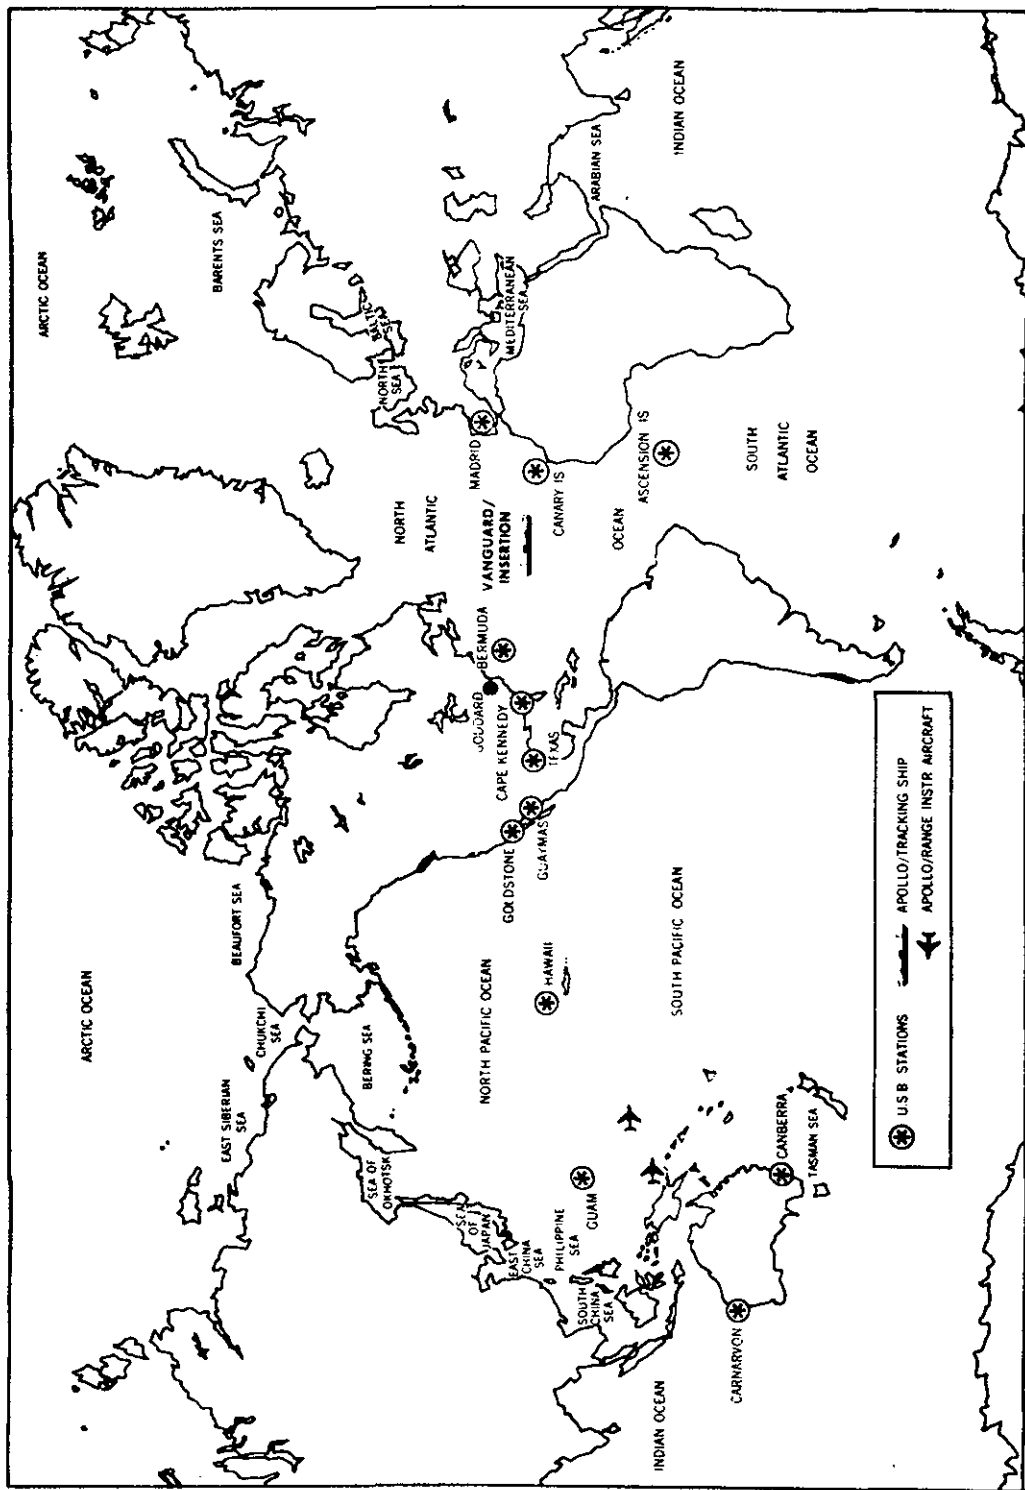 ARCTIC OCEAN
ARCTIC OCEAN
EAST SIBERIAN
SEA
CHUKCHI
SEA
BEAUFORT SEA
BARENTS SEA
BERING SEA
SEA OF
OKHOTSK
NORTH
SEA
BALTIC
SEA
SEA
OF
JAPAN
EAST
CHINA
SEA
PHILIPPINE
SEA
SOUTH
CHINA
SEA
GUAM
NORTH PACIFIC OCEAN
HAWAII
GOLDSTONE
GUAYMAS
CAPE KENNEDY
TEXAS
GODDARD
BERMUDA
NORTH
ATLANTIC
VANGUARD/
INSERTION
MADRID
CANARY IS
MEDITERRANEAN
SEA
ARABIAN SEA
INDIAN OCEAN
OCEAN
ASCENSION IS
SOUTH
ATLANTIC
OCEAN
INDIAN OCEAN
CARNARVON
CANBERRA
TASMAN SEA
SOUTH PACIFIC OCEAN
U.S.B STATIONS
APOLLO/TRACKING SHIP
APOLLO/RANGE INSTR AIRCRAFT